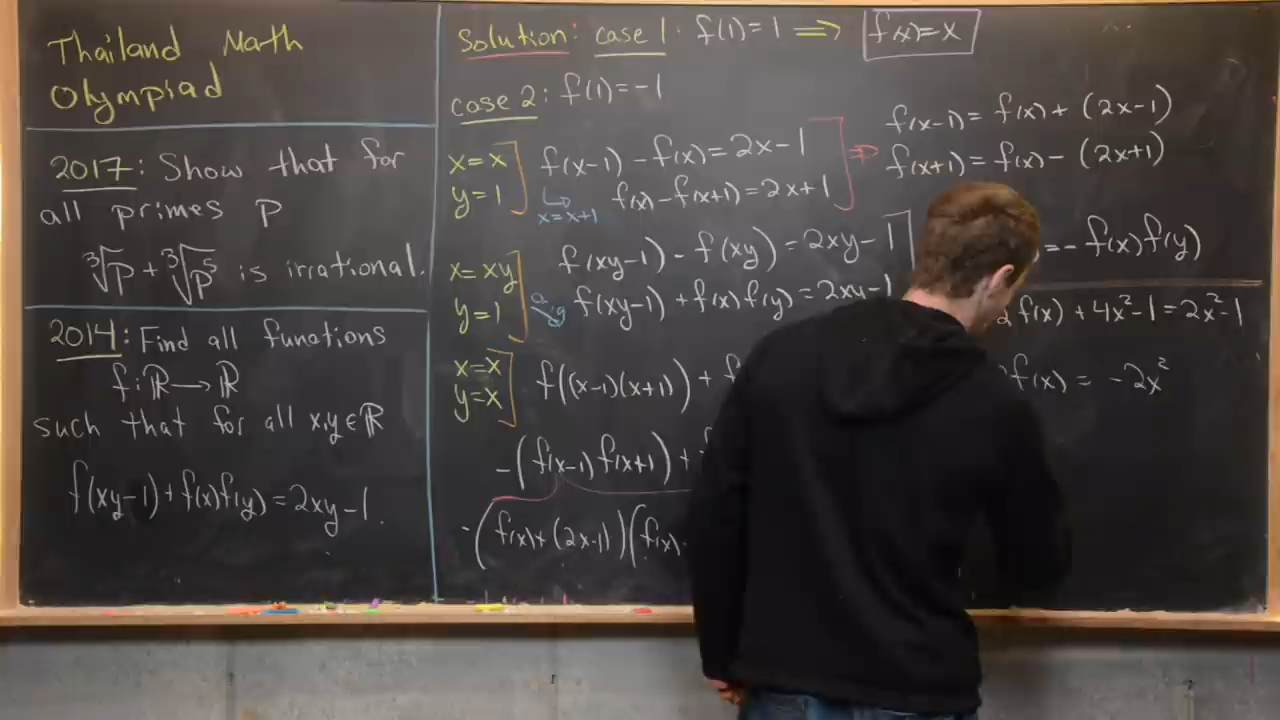 Thailand Math
Olympiad
2017: Show that for
all primes p
∛p + ∛p⁵ is irrational.
2014: Find all functions
f: ℝ → ℝ
such that for all x,y ∈ ℝ
f(xy-1) + f(x)f(y) = 2xy-1.
Solution: case 1: f(1)=1 ⟹ f(x)=x
case 2: f(1)=-1
x=x
y=1
f(x-1) - f(x) = 2x-1
x=x+1
f(x) - f(x+1) = 2x+1
⇒ f(x-1) = f(x) + (2x-1)
f(x+1) = f(x) - (2x+1)
x=xy
y=1
f(xy-1) - f(xy) = 2xy-1
f(xy-1) + f(x)f(y) = 2xy-1
= -f(x)f(y)
x=x
y=x
f((x-1)(x+1)) +
-(f(x-1)f(x+1)) +
-(f(x)+(2x-1))(f(x)
f(x) + 4x²-1 = 2x²-1
f(x) = -2x²